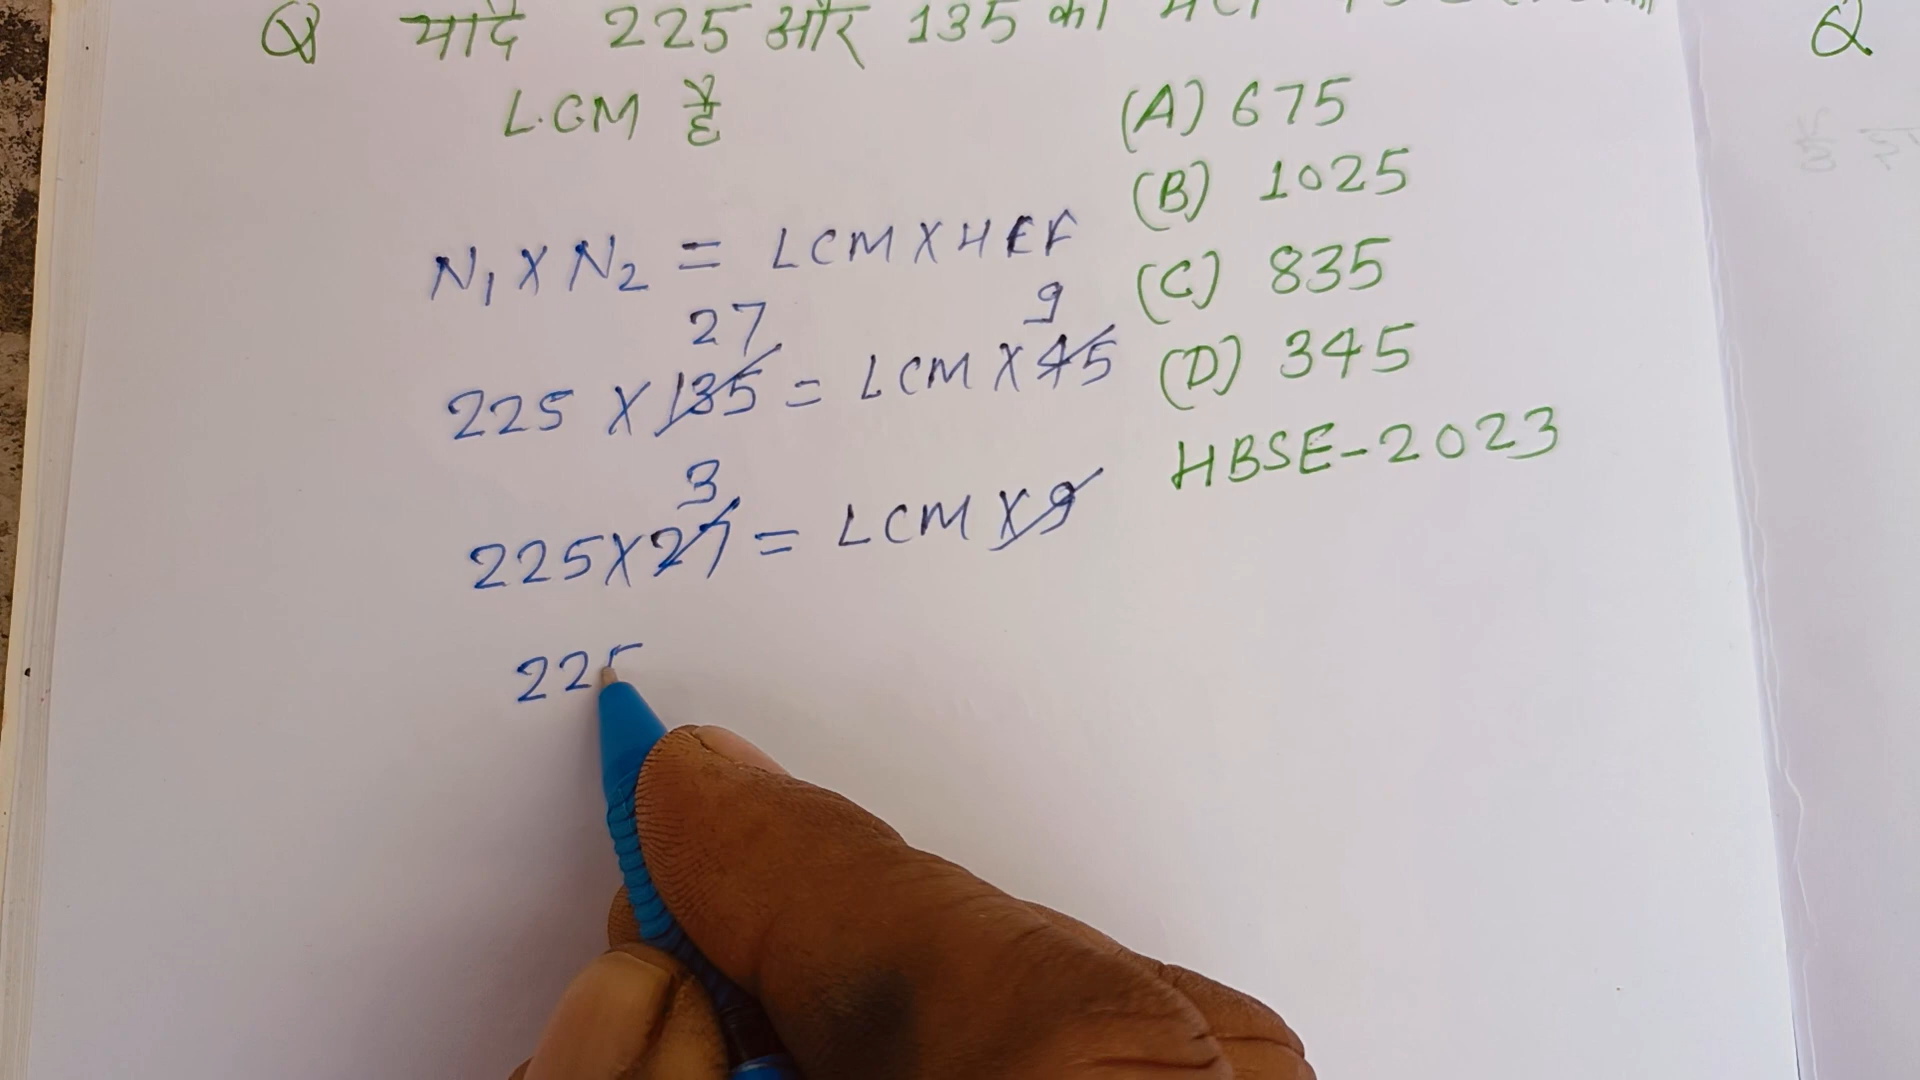 Q यदि 225 और 135 का
LCM है
(A) 675
(B) 1025
(C) 835
(D) 345
HBSE-2023
N₁ X N₂ = LCM X HCF
27 9
225 X 135 = LCM X 45
3
225 X 27 = LCM X 9
225
Q